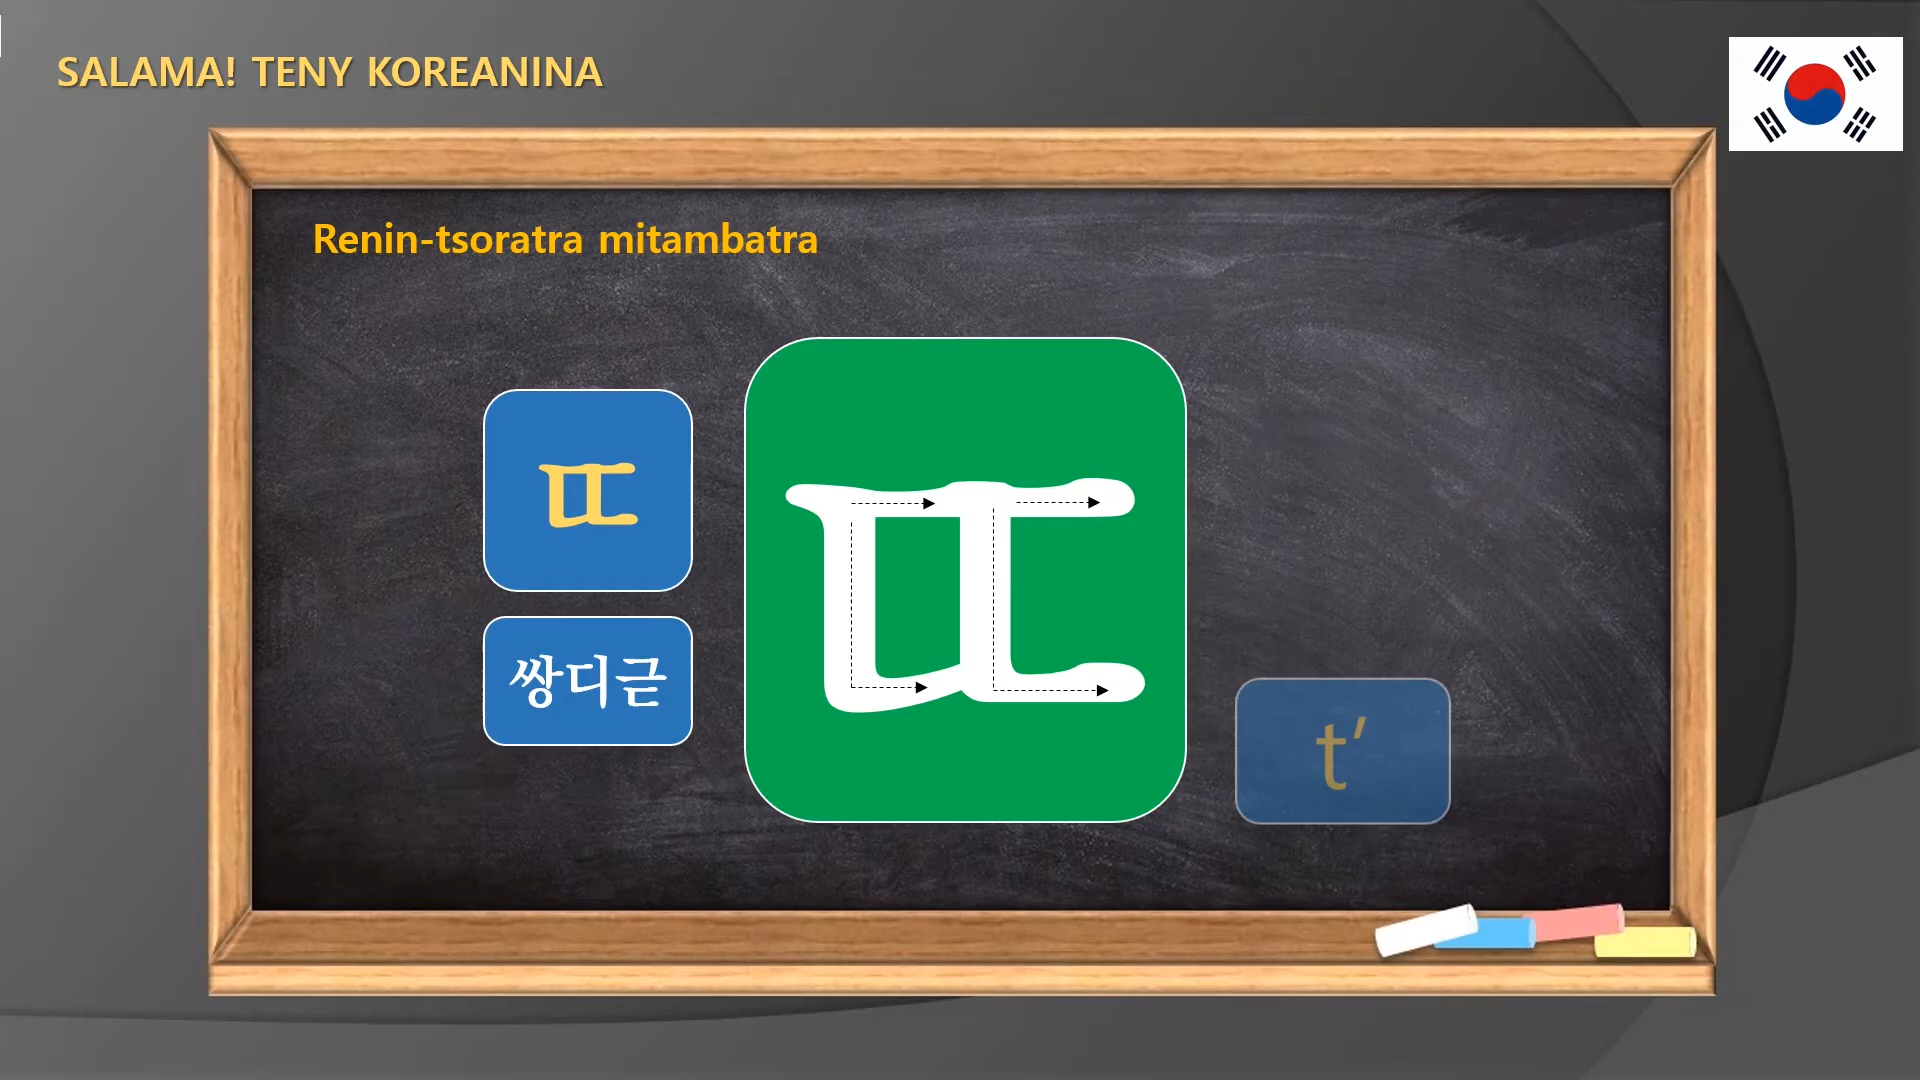 SALAMA! TENY KOREANINA
Renin-tsoratra mitambatra
ㄸ
쌍디귿
ㄸ
t′